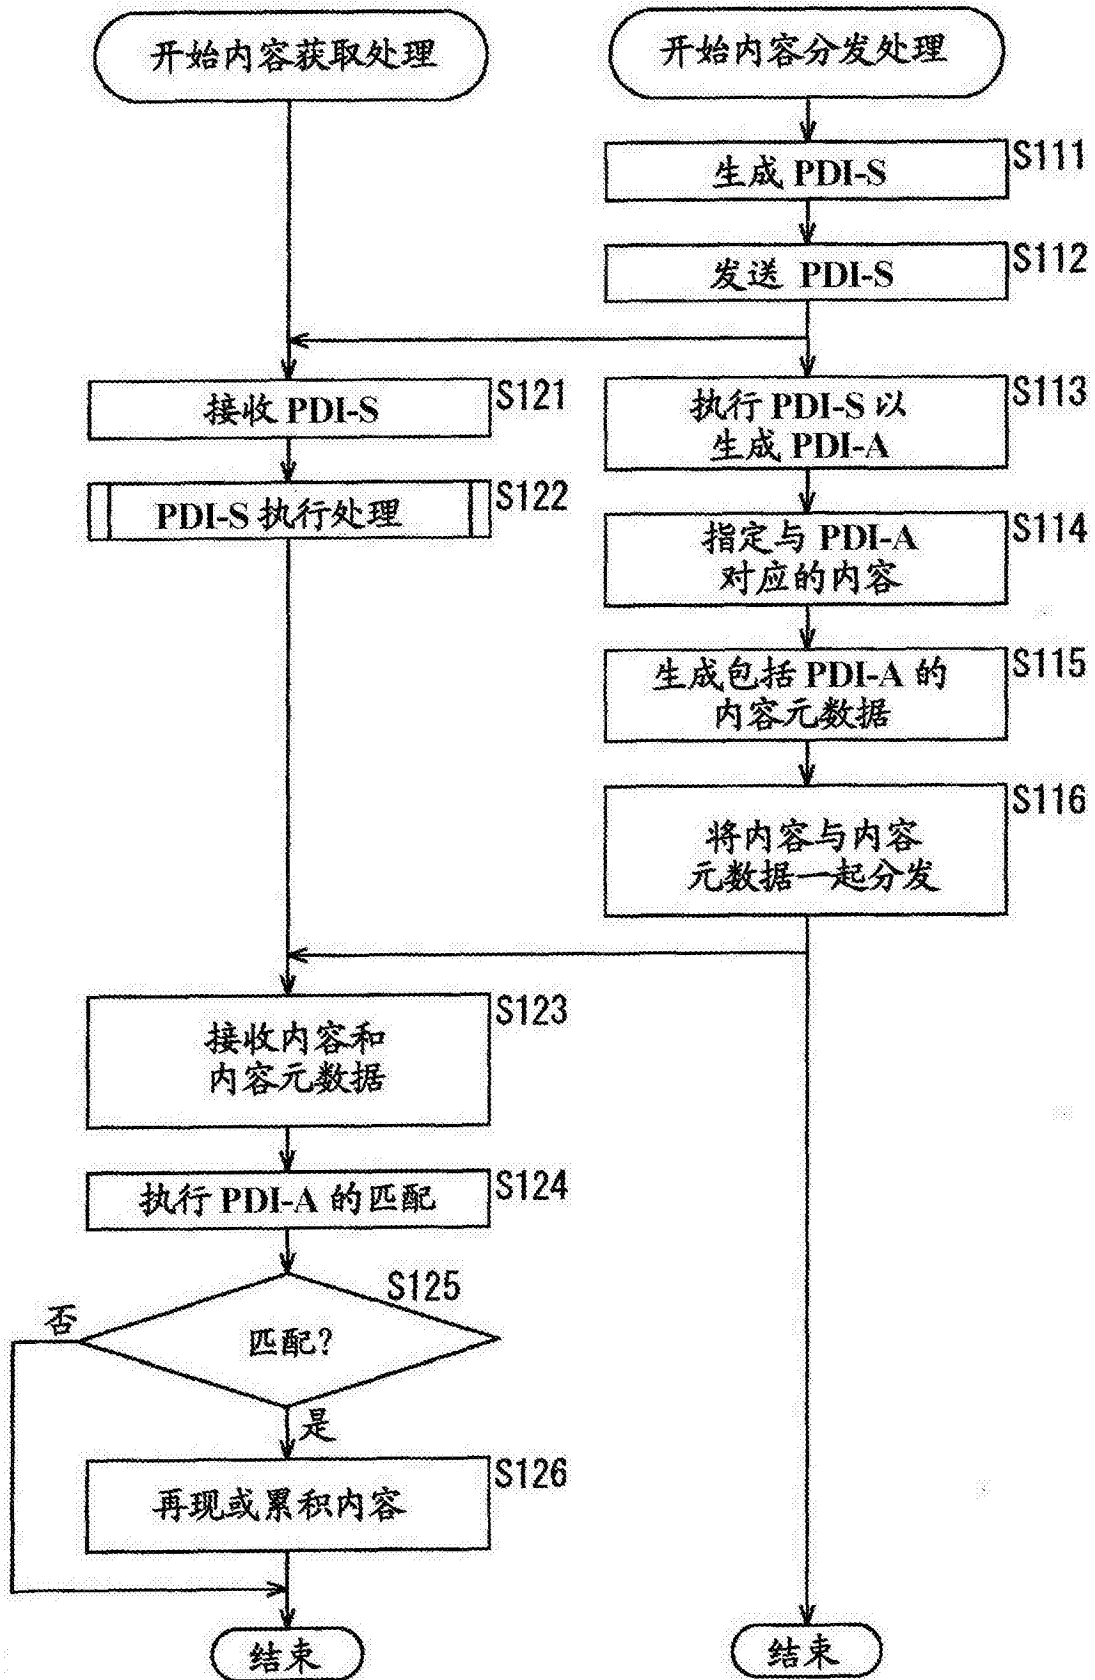 开始内容获取处理
开始内容分发处理
生成 PDI-S
S111
发送 PDI-S
S112
接收 PDI-S
S121
执行 PDI-S 以
生成 PDI-A
S113
PDI-S 执行处理
S122
指定与 PDI-A
对应的内容
S114
生成包括 PDI-A 的
内容元数据
S115
将内容与内容
元数据一起分发
S116
接收内容和
内容元数据
S123
执行 PDI-A 的匹配
S124
S125
否
匹配?
是
再现或累积内容
S126
结束
结束